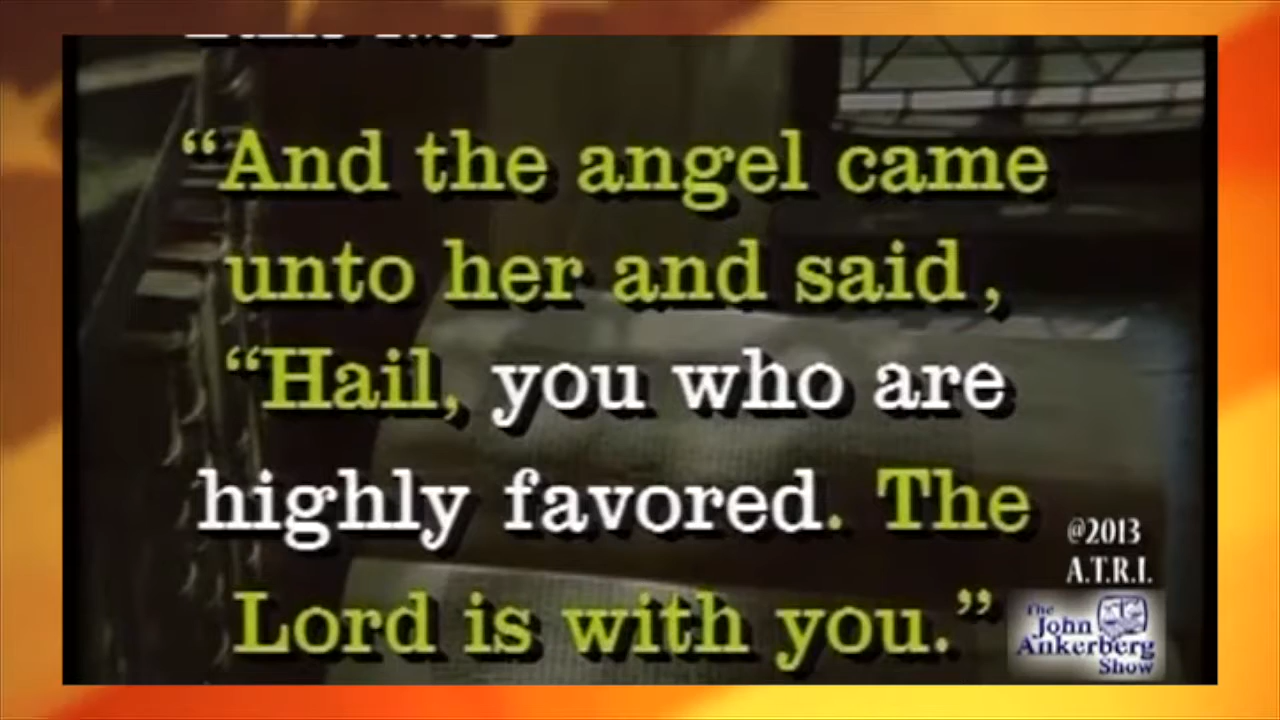 “And the angel came
unto her and said,
“Hail, you who are
highly favored. The
Lord is with you.”
@2013
A.T.R.I.
The
John
Ankerberg
Show